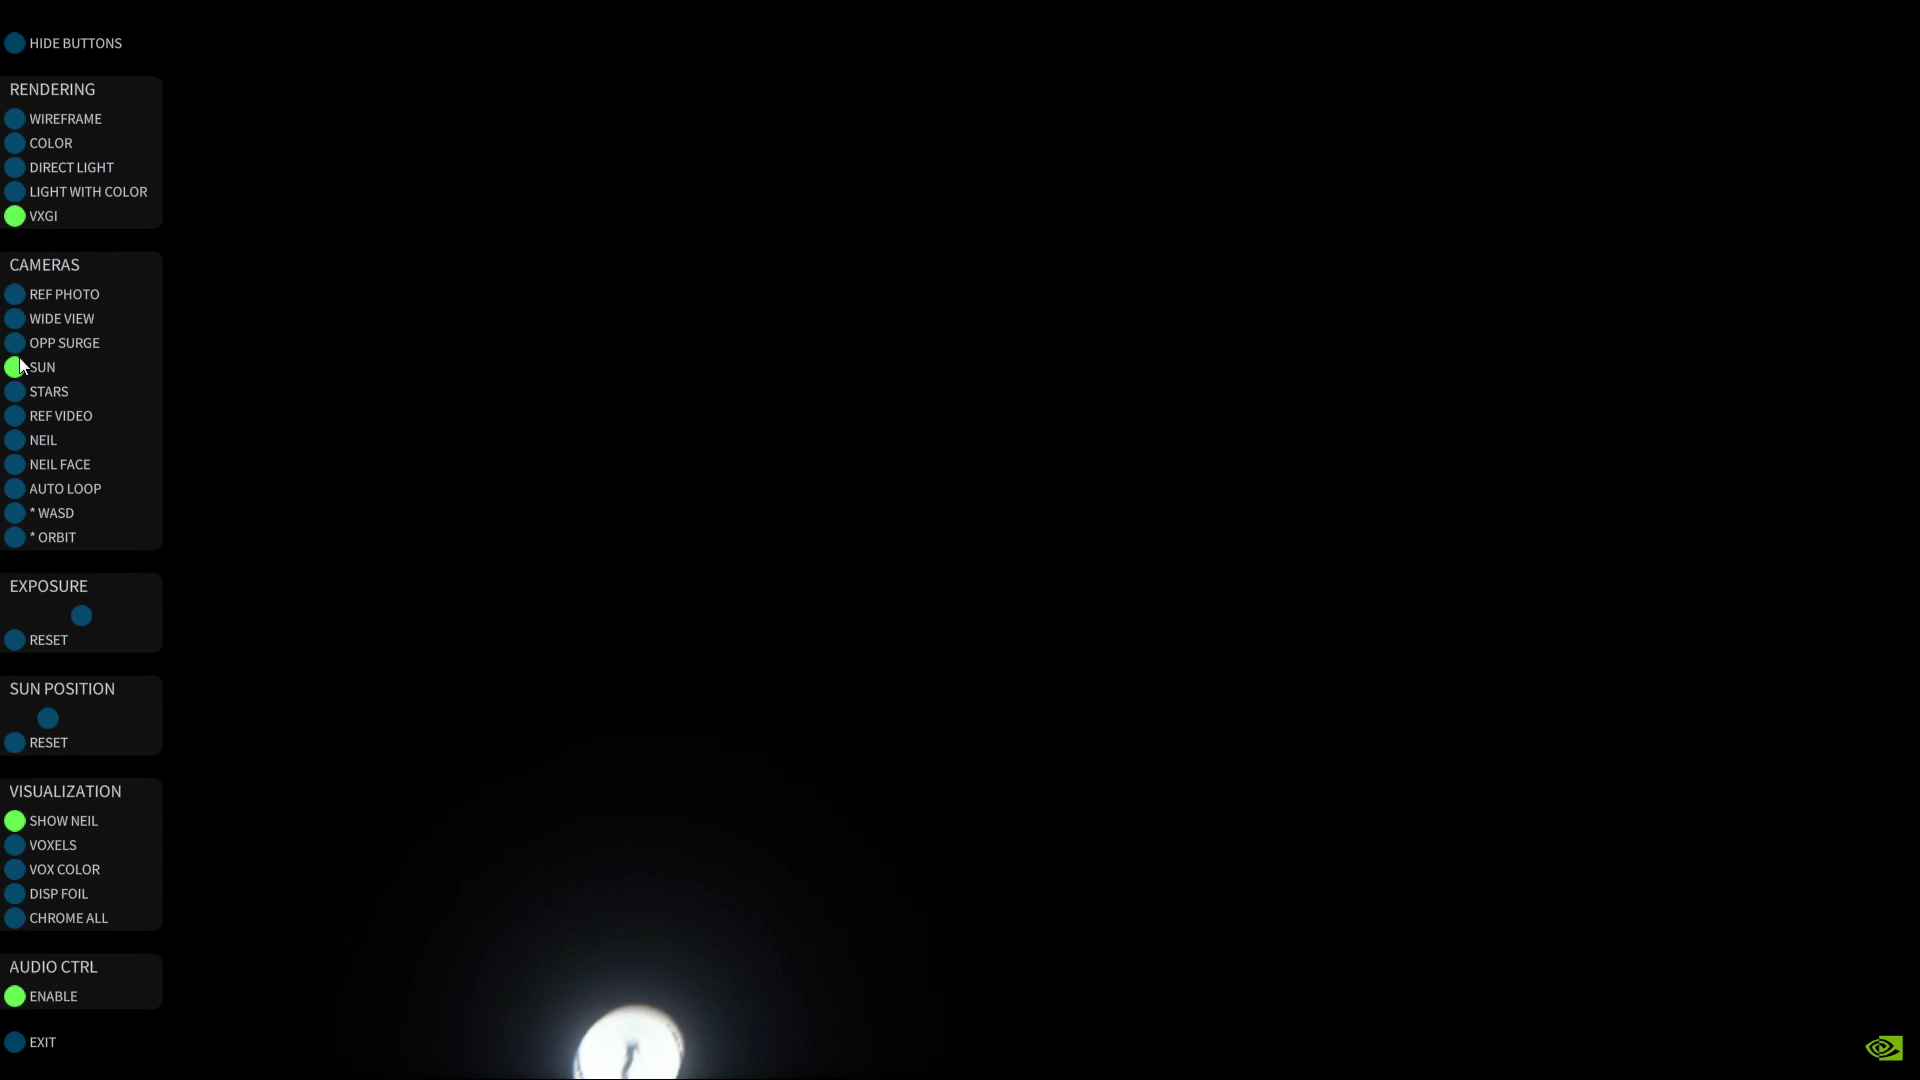 HIDE BUTTONS
RENDERING
WIREFRAME
COLOR
DIRECT LIGHT
LIGHT WITH COLOR
VXGI
CAMERAS
REF PHOTO
WIDE VIEW
OPP SURGE
SUN
STARS
REF VIDEO
NEIL
NEIL FACE
AUTO LOOP
* WASD
* ORBIT
EXPOSURE
RESET
SUN POSITION
RESET
VISUALIZATION
SHOW NEIL
VOXELS
VOX COLOR
DISP FOIL
CHROME ALL
AUDIO CTRL
ENABLE
EXIT